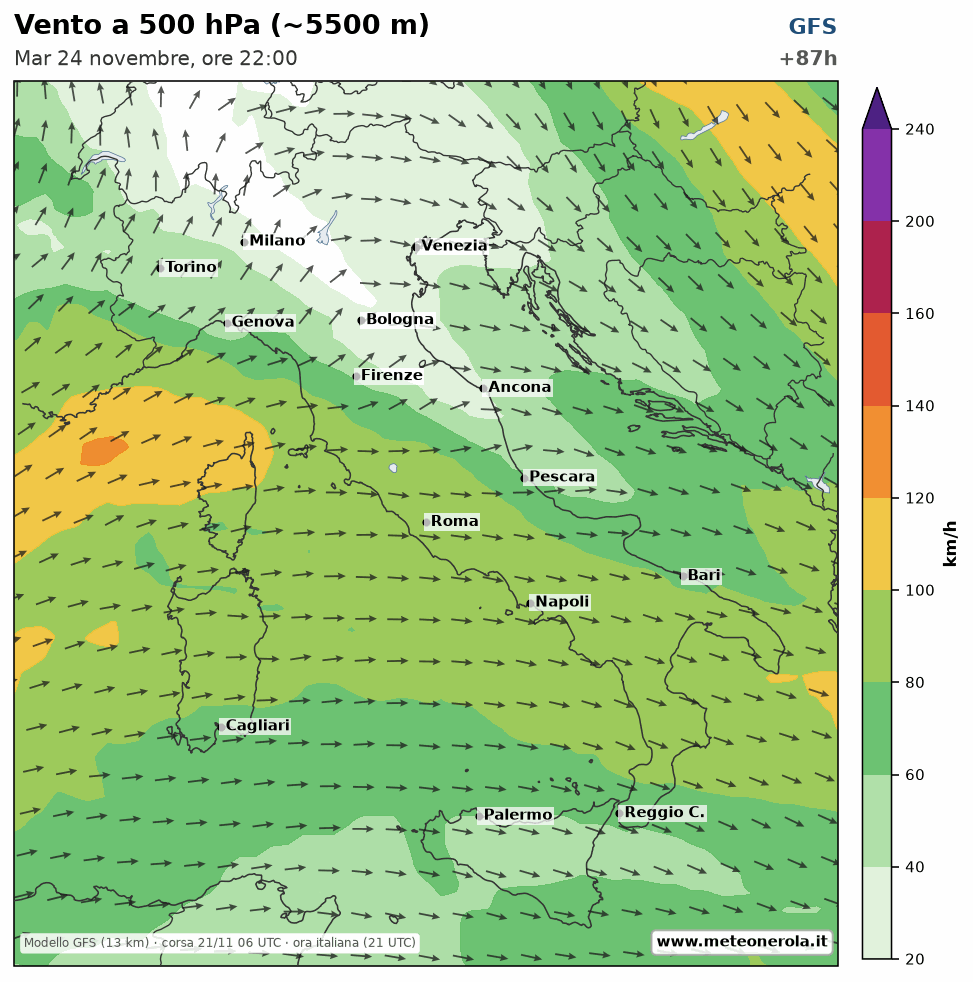 Vento a 500 hPa (~5500 m)
GFS
Mar 24 novembre, ore 22:00
+87h
Milano
Venezia
Torino
Genova
Bologna
Firenze
Ancona
Pescara
Roma
Bari
Napoli
Cagliari
Palermo
Reggio C.
240
200
160
140
120
100
80
60
40
20
km/h
Modello GFS (13 km) · corsa 21/11 06 UTC · ora italiana (21 UTC)
www.meteonerola.it